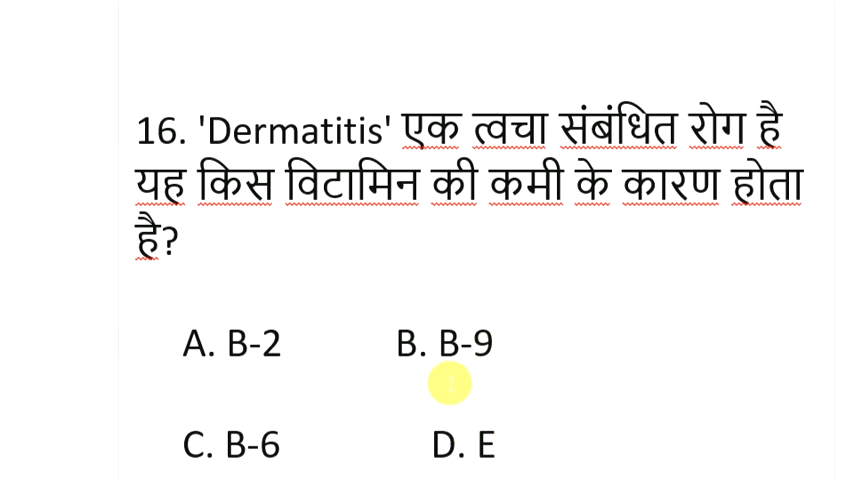 16. 'Dermatitis' एक त्वचा संबंधित रोग है
यह किस विटामिन की कमी के कारण होता
है?
A. B-2 B. B-9
C. B-6 D. E